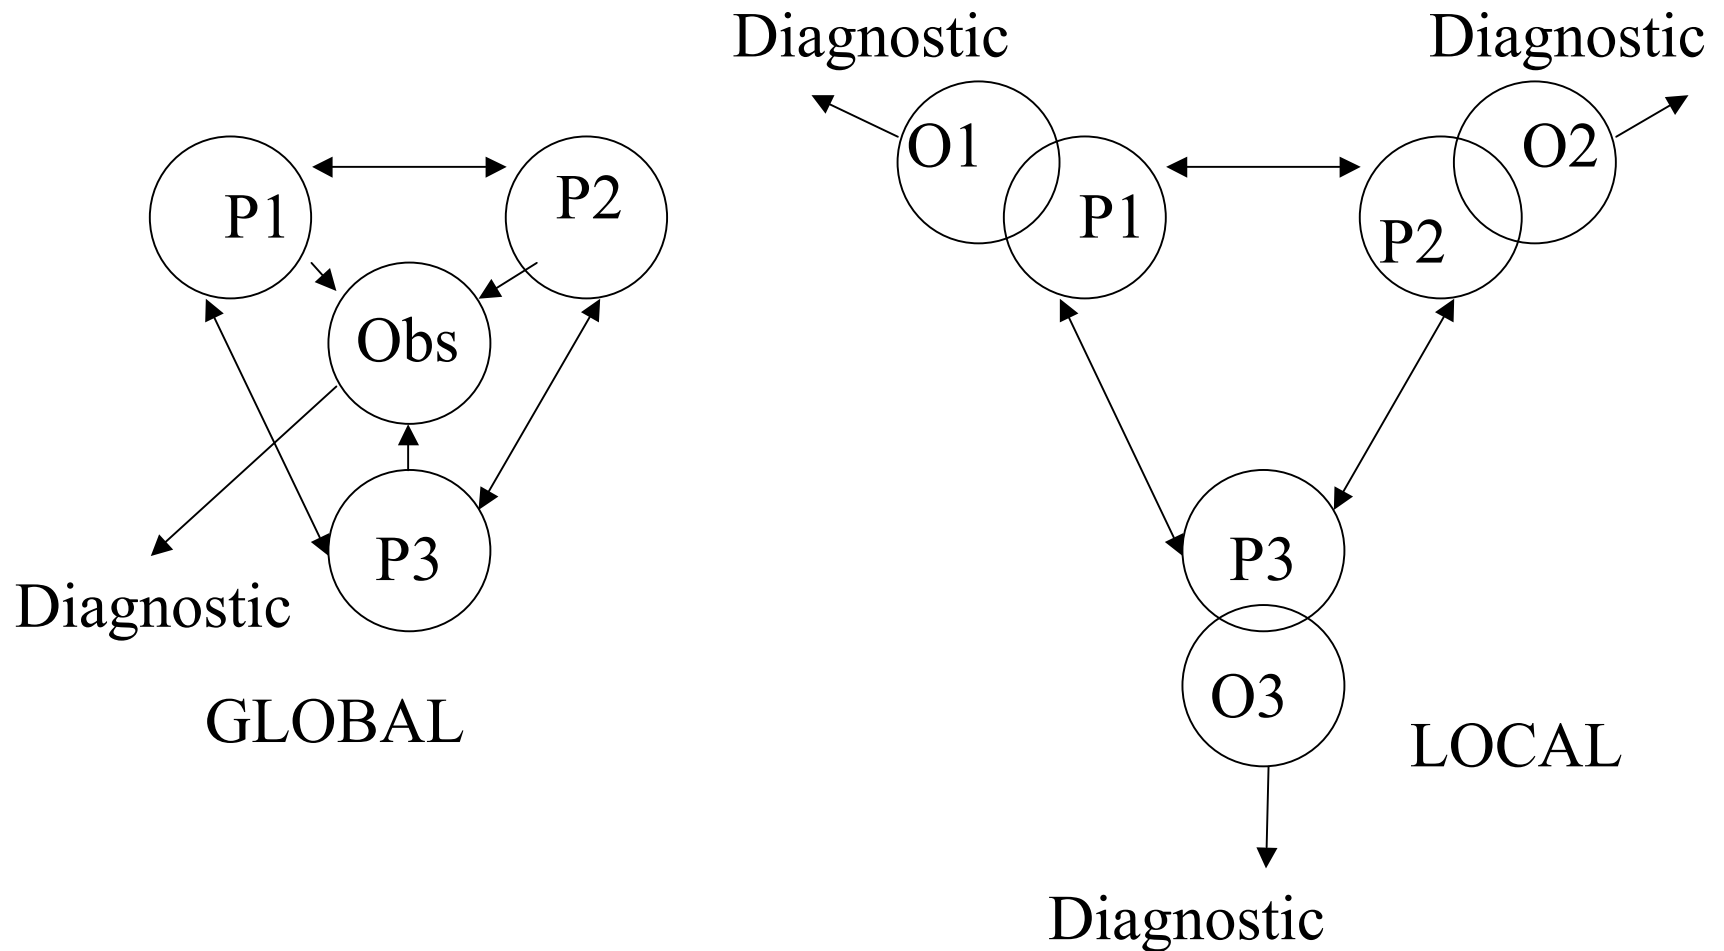 Diagnostic
Diagnostic
O1
O2
P1
P2
P1
P2
Obs
P3
P3
Diagnostic
O3
GLOBAL
LOCAL
Diagnostic